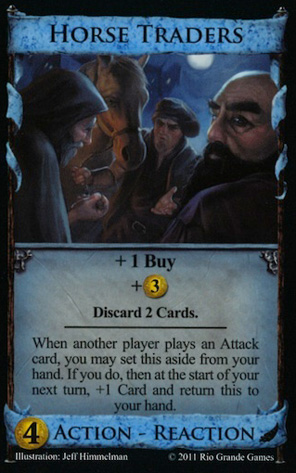 HORSE TRADERS
+1 Buy
+3
Discard 2 Cards.
When another player plays an Attack
card, you may set this aside from your
hand. If you do, then at the start of your
next turn, +1 Card and return this to
your hand.
4 ACTION - REACTION
Illustration: Jeff Himmelman © 2011 Rio Grande Games